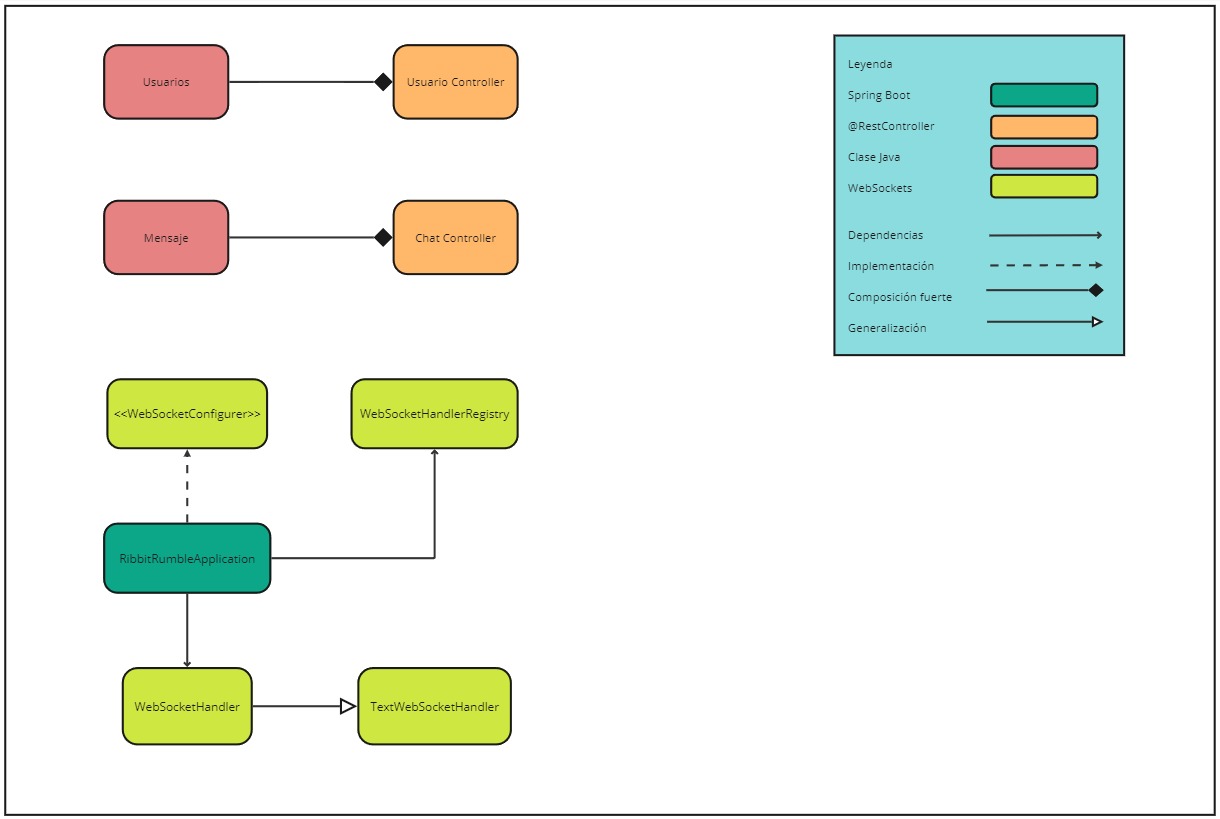 Usuarios
Usuario Controller
Mensaje
Chat Controller
<<WebSocketConfigurer>>
WebSocketHandlerRegistry
RibbitRumbleApplication
WebSocketHandler
TextWebSocketHandler
Leyenda
Spring Boot
@RestController
Clase Java
WebSockets
Dependencias
Implementación
Composición fuerte
Generalización